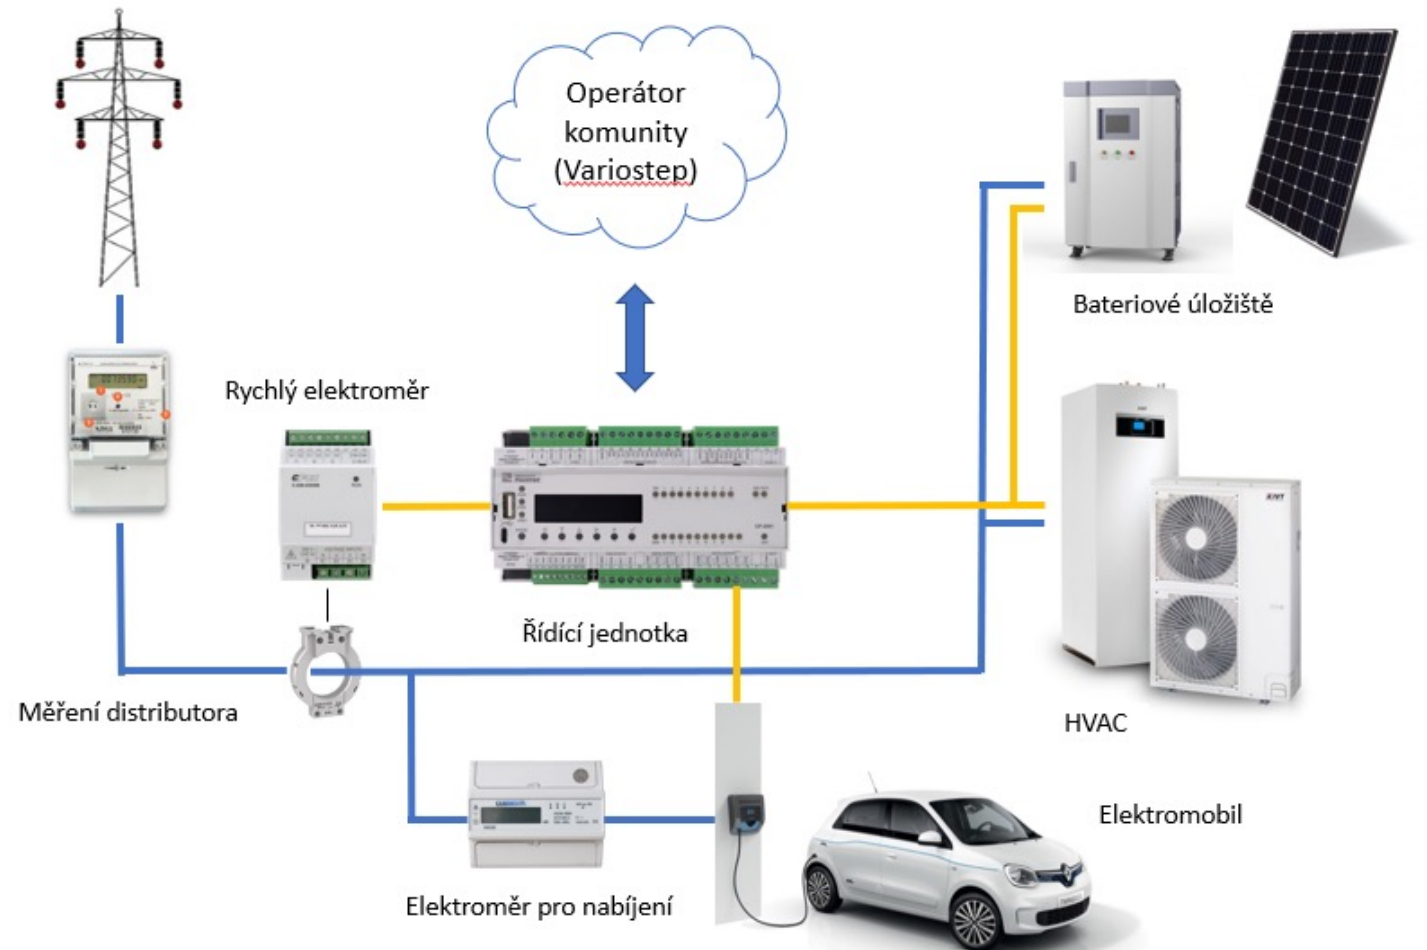 Operátor
komunity
(Variostep)
Bateriové úložiště
Rychlý elektroměr
Řídící jednotka
Měření distributora
HVAC
Elektromobil
Elektroměr pro nabíjení